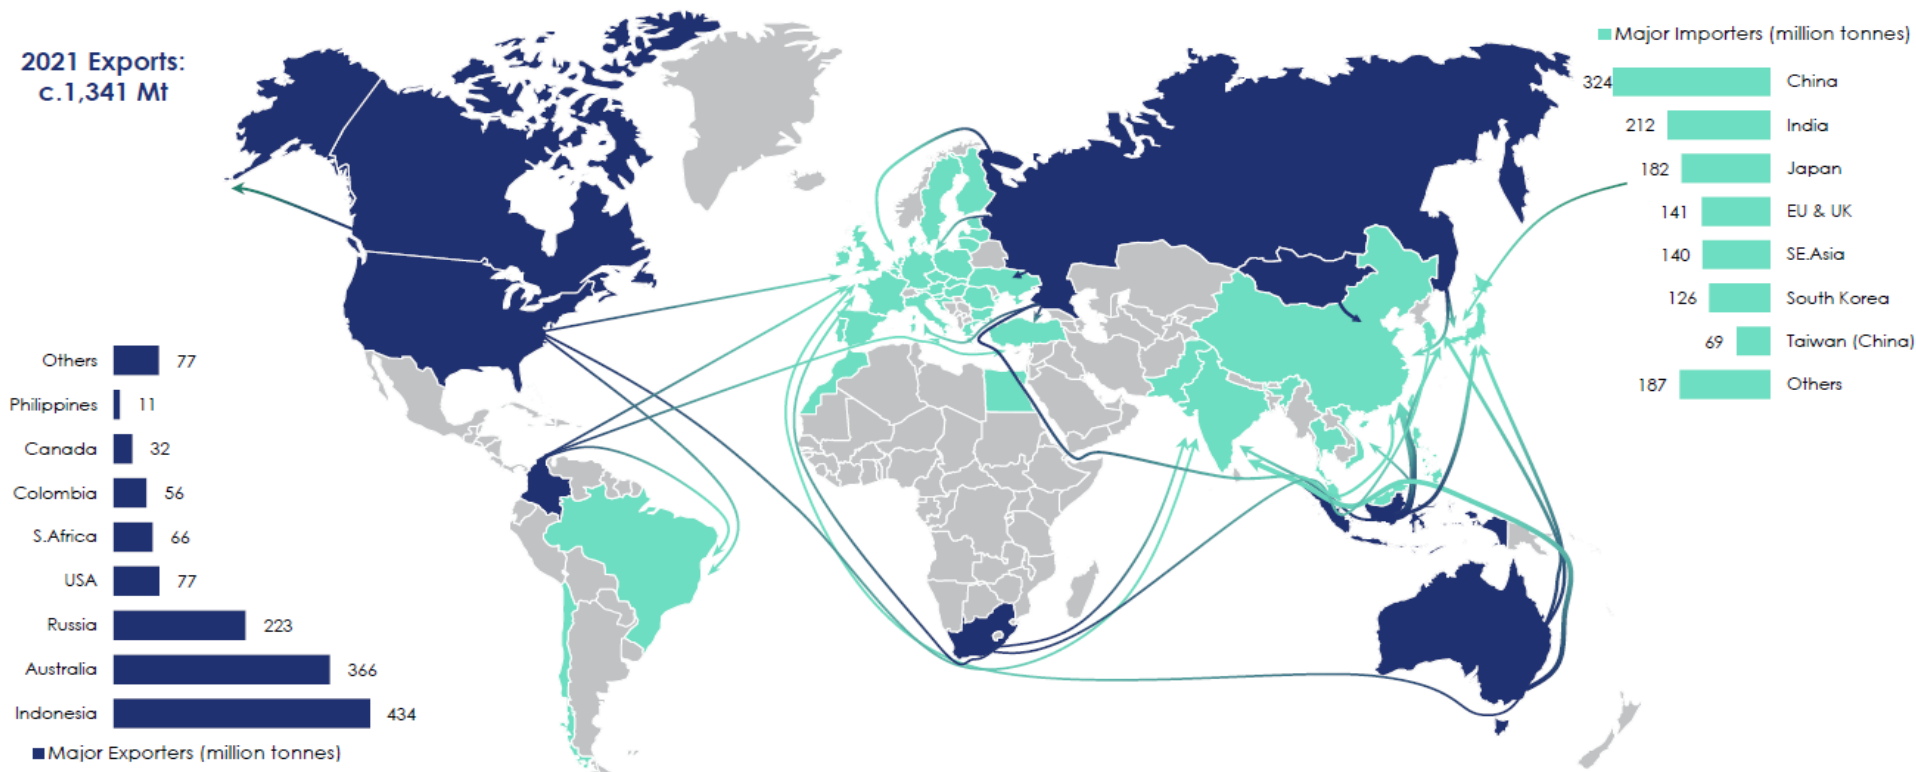 2021 Exports:
c.1,341 Mt
Major Importers (million tonnes)
324 China
212 India
182 Japan
141 EU & UK
140 SE.Asia
126 South Korea
69 Taiwan (China)
187 Others
Others 77
Philippines 11
Canada 32
Colombia 56
S.Africa 66
USA 77
Russia 223
Australia 366
Indonesia 434
Major Exporters (million tonnes)